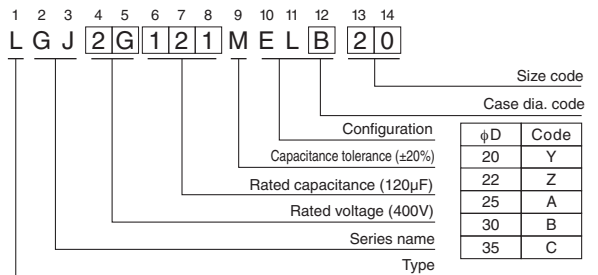 1 2 3 4 5 6 7 8 9 10 11 12 13 14
L G J 2 G 1 2 1 M E L B 2 0
Size code
Case dia. code
Configuration
Capacitance tolerance (±20%)
Rated capacitance (120µF)
Rated voltage (400V)
Series name
Type
ϕD Code
20 Y
22 Z
25 A
30 B
35 C